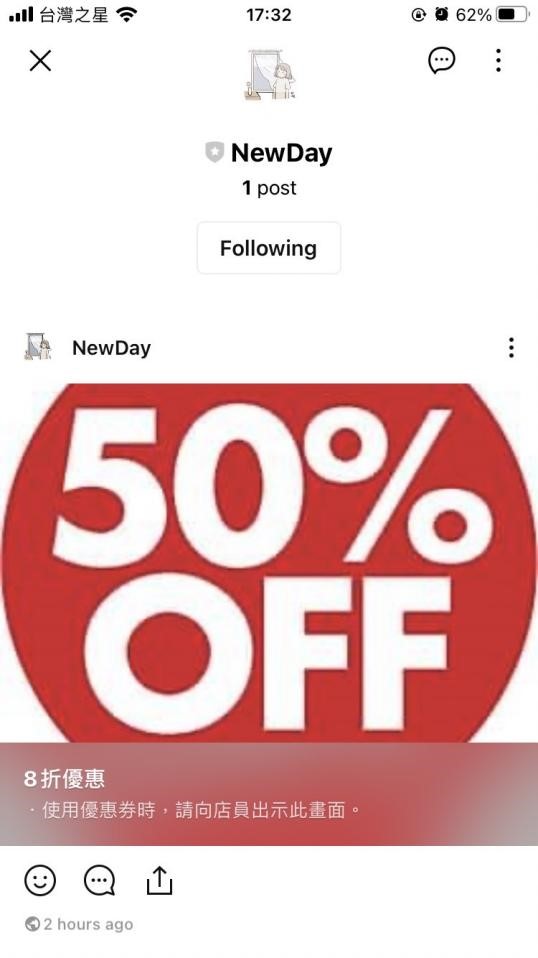 台灣之星
17:32
62%
NewDay
1 post
Following
NewDay
50%
OFF
8折優惠
・使用優惠券時，請向店員出示此畫面。
2 hours ago